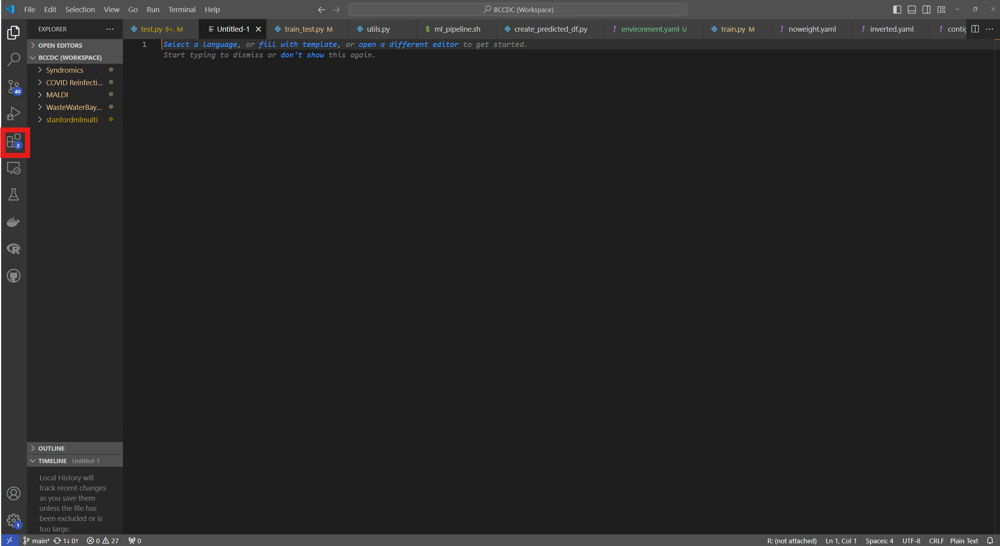 File Edit Selection View Go Run Terminal Help
BCCDC (Workspace)
EXPLORER
test.py 9+, M
Untitled-1
train_test.py M
utils.py
$ ml_pipeline.sh
create_predicted_df.py
! environment.yaml U
train.py M
! noweight.yaml
! inverted.yaml
! contig
OPEN EDITORS
BCCDC (WORKSPACE)
Syndromics
COVID Reinfecti...
MALDI
WasteWaterBay...
stanfordmlmulti
1
Select a language, or fill with template, or open a different editor to get started.
Start typing to dismiss or don't show this again.
40
2
OUTLINE
TIMELINE Untitled-1
Local History will
track recent changes
as you save them
unless the file has
been excluded or is
too large.
1
main* 1↓ 0↑ 0 27 0
R: (not attached) Ln 1, Col 1 Spaces: 4 UTF-8 CRLF Plain Text